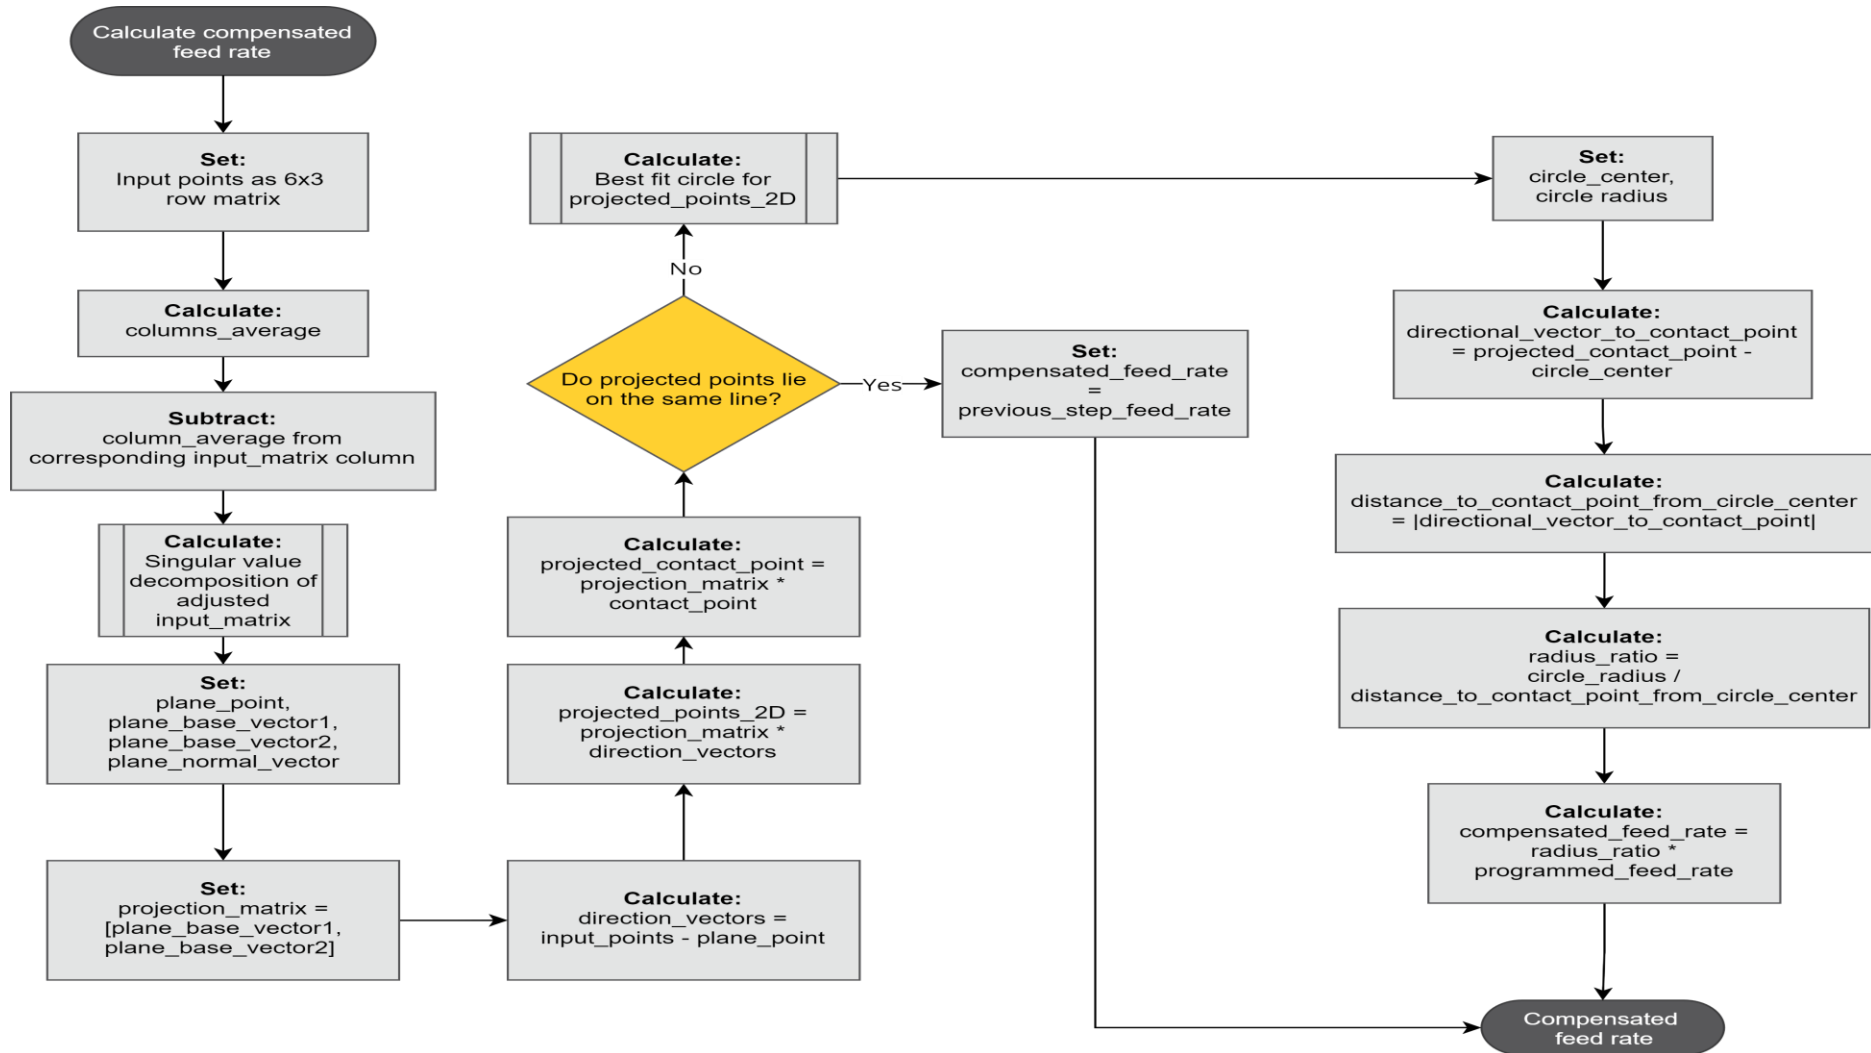 Calculate compensated
feed rate
Set:
Input points as 6x3
row matrix
Calculate:
columns_average
Subtract:
column_average from
corresponding input_matrix column
Calculate:
Singular value
decomposition of
adjusted
input_matrix
Set:
plane_point,
plane_base_vector1,
plane_base_vector2,
plane_normal_vector
Set:
projection_matrix =
[plane_base_vector1,
plane_base_vector2]
Calculate:
direction_vectors =
input_points - plane_point
Calculate:
projected_points_2D =
projection_matrix *
direction_vectors
Calculate:
projected_contact_point =
projection_matrix *
contact_point
Do projected points lie
on the same line?
Yes
Set:
compensated_feed_rate
=
previous_step_feed_rate
No
Calculate:
Best fit circle for
projected_points_2D
Set:
circle_center,
circle radius
Calculate:
directional_vector_to_contact_point
= projected_contact_point -
circle_center
Calculate:
distance_to_contact_point_from_circle_center
= |directional_vector_to_contact_point|
Calculate:
radius_ratio =
circle_radius /
distance_to_contact_point_from_circle_center
Calculate:
compensated_feed_rate =
radius_ratio *
programmed_feed_rate
Compensated
feed rate